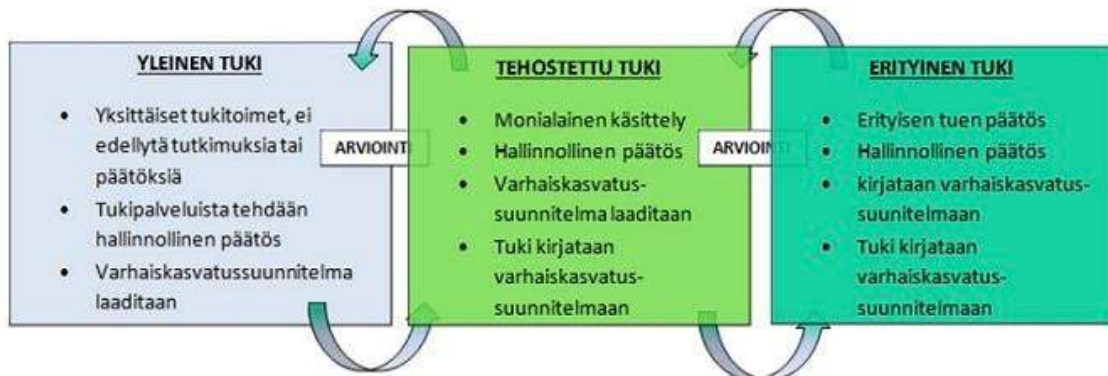 YLEINEN TUKI
Yksittäiset tukitoimet, ei
edellytä tutkimuksia tai
päätöksiä
Tukipalveluista tehdään
hallinnollinen päätös
Varhaiskasvatussuunnitelma
laaditaan
ARVIOINTI
TEHOSTETTU TUKI
Monialainen käsittely
Hallinnollinen päätös
Varhaiskasvatus-
suunnitelma laaditaan
Tuki kirjataan
varhaiskasvatus-
suunnitelmaan
ARVIOINTI
ERITYINEN TUKI
Erityisen tuen päätös
Hallinnollinen päätös
kirjataan varhaiskasvatus-
suunitelmaan
Tuki kirjataan
varhaiskasvatus-
suunnitelmaan